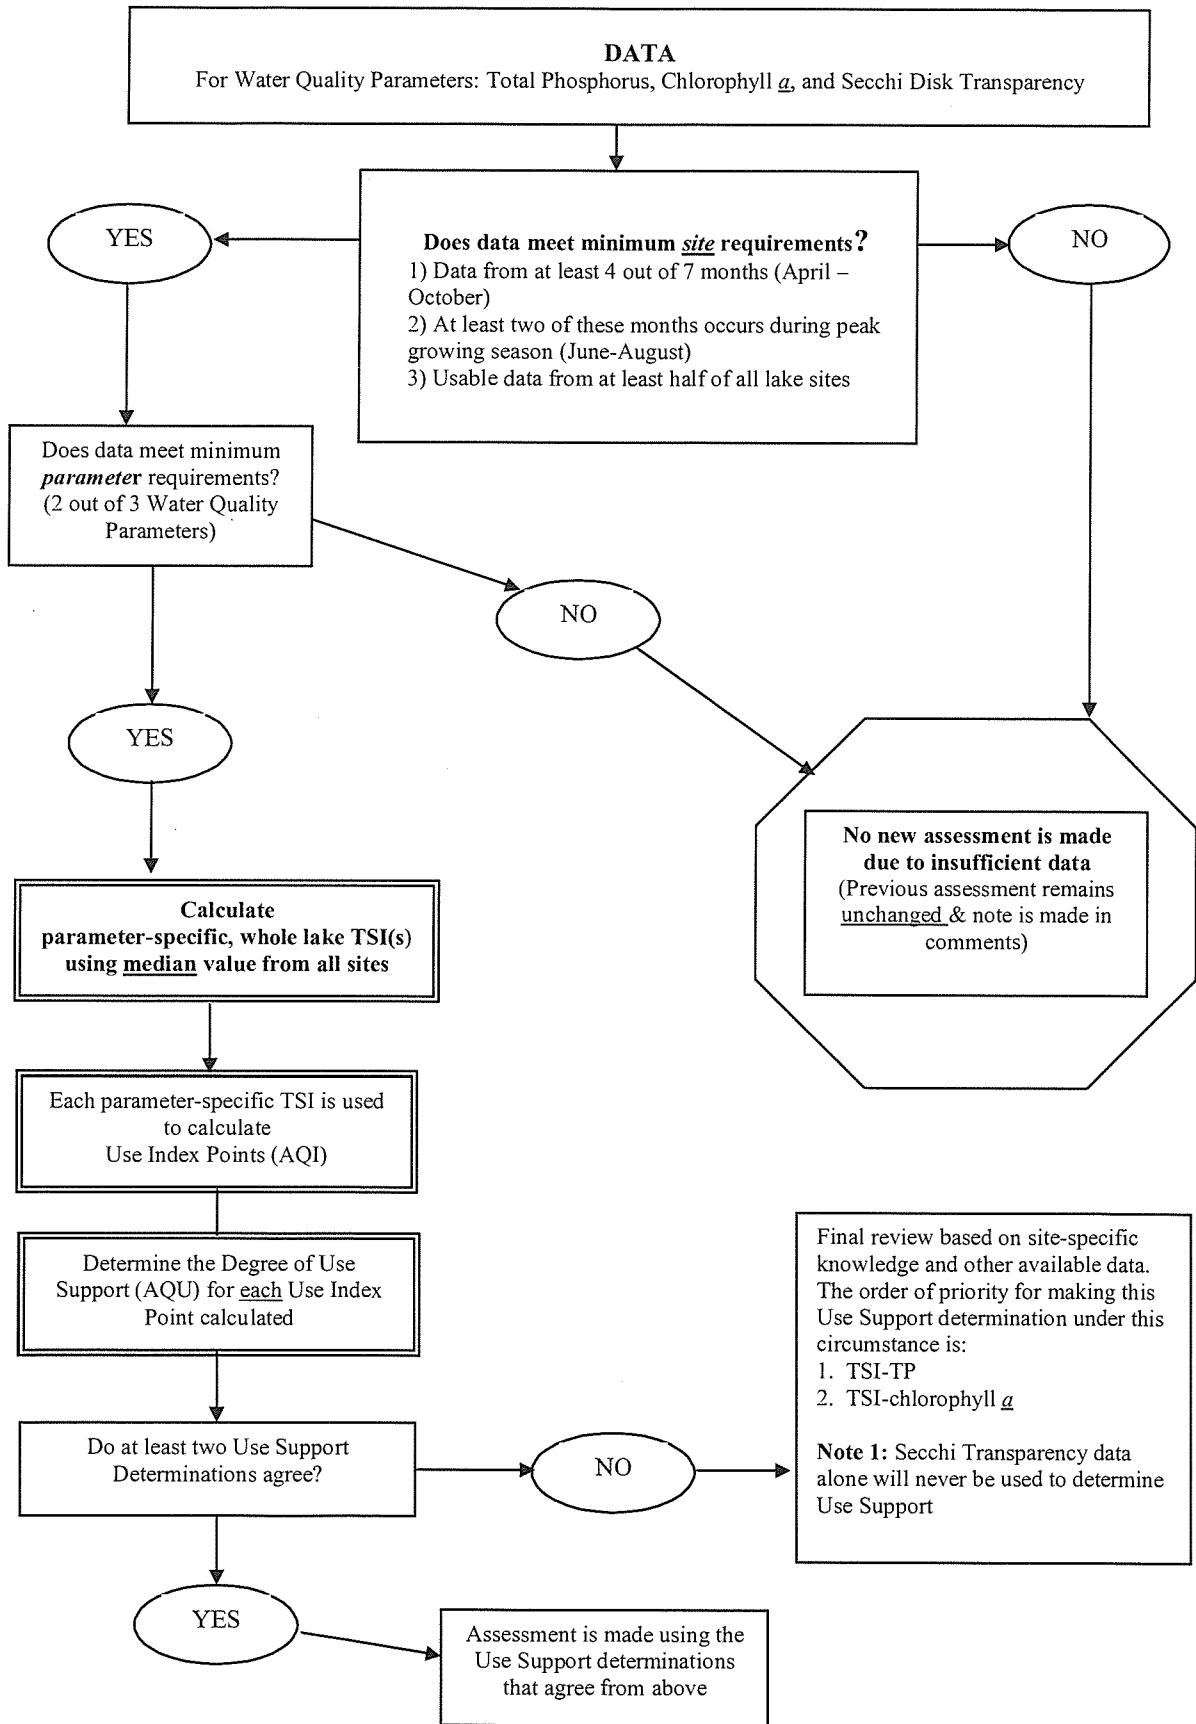 DATA
For Water Quality Parameters: Total Phosphorus, Chlorophyll a, and Secchi Disk Transparency
YES
Does data meet minimum site requirements?
1) Data from at least 4 out of 7 months (April –
October)
2) At least two of these months occurs during peak
growing season (June-August)
3) Usable data from at least half of all lake sites
NO
Does data meet minimum
parameter requirements?
(2 out of 3 Water Quality
Parameters)
NO
YES
No new assessment is made
due to insufficient data
(Previous assessment remains
unchanged & note is made in
comments)
Calculate
parameter-specific, whole lake TSI(s)
using median value from all sites
Each parameter-specific TSI is used
to calculate
Use Index Points (AQI)
Determine the Degree of Use
Support (AQU) for each Use Index
Point calculated
Final review based on site-specific
knowledge and other available data.
The order of priority for making this
Use Support determination under this
circumstance is:
1. TSI-TP
2. TSI-chlorophyll a
Note 1: Secchi Transparency data
alone will never be used to determine
Use Support
Do at least two Use Support
Determinations agree?
NO
YES
Assessment is made using the
Use Support determinations
that agree from above